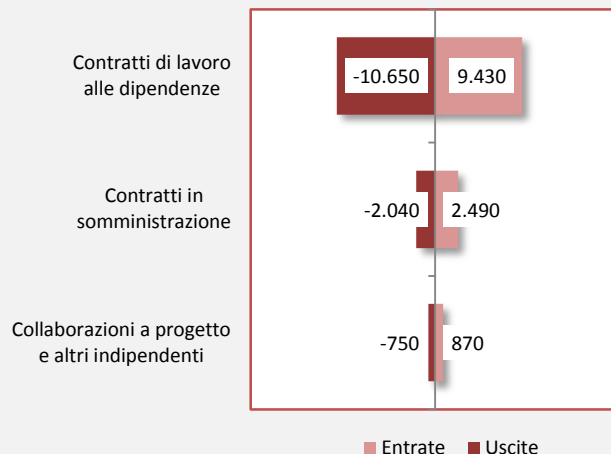 Contratti di lavoro
alle dipendenze
-10.650
9.430
Contratti in
somministrazione
-2.040
2.490
Collaborazioni a progetto
e altri indipendenti
-750
870
Entrate
Uscite